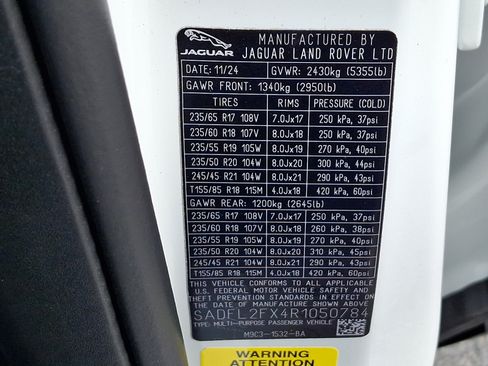 JAGUAR
MANUFACTURED BY
JAGUAR LAND ROVER LTD
DATE: 11/24 GVWR: 2430kg (5355lb)
GAWR FRONT: 1340kg (2950lb)
TIRES RIMS PRESSURE (COLD)
235/65 R17 108V 7.0Jx17 250 kPa, 37psi
235/60 R18 107V 8.0Jx18 250 kPa, 37psi
235/55 R19 105W 8.0Jx19 270 kPa, 40psi
235/50 R20 104W 8.0Jx20 300 kPa, 44psi
245/45 R21 104W 8.0Jx21 290 kPa, 43psi
T155/85 R18 115M 4.0Jx18 420 kPa, 60psi
GAWR REAR: 1200kg (2645lb)
235/65 R17 108V 7.0Jx17 250 kPa, 37psi
235/60 R18 107V 8.0Jx18 260 kPa, 38psi
235/55 R19 105W 8.0Jx19 270 kPa, 40psi
235/50 R20 104W 8.0Jx20 310 kPa, 45psi
245/45 R21 104W 8.0Jx21 290 kPa, 43psi
T155/85 R18 115M 4.0Jx18 420 kPa, 60psi
THIS VEHICLE CONFORMS TO ALL APPLICABLE U.S.
FEDERAL MOTOR VEHICLE SAFETY STANDARDS IN EFFECT ON
THE DATE OF MANUFACTURE SHOWN ABOVE.
SADFL2FX4R1050784
TYPE: MULTI-PURPOSE PASSENGER VEHICLE
M9C3-1532-BA
WARNING
ATTENTION